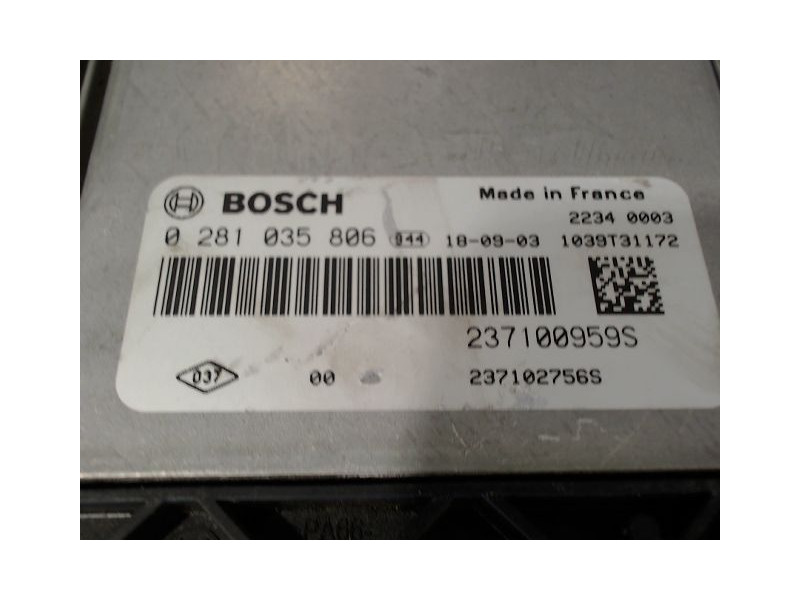 BOSCH
Made in France
2234 0003
0 281 035 806 944 18-09-03 1039T31172
237100959S
037 00 237102756S
PA66